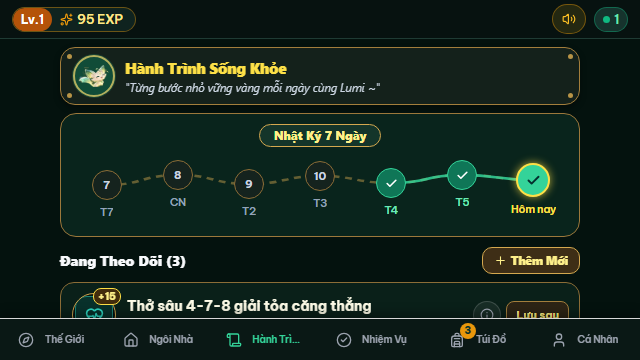 Lv.1 95 EXP 1
Hành Trình Sống Khỏe
"Từng bước nhỏ vững vàng mỗi ngày cùng Lumi ~"
Nhật Ký 7 Ngày
7 8 9 10
T7 CN T2 T3 T4 T5 Hôm nay
Đang Theo Dõi (3)
+ Thêm Mới
+15
Thở sâu 4-7-8 giải tỏa căng thẳng
Lưu sau
3
Thế Giới Ngôi Nhà Hành Trì... Nhiệm Vụ Túi Đồ Cá Nhân